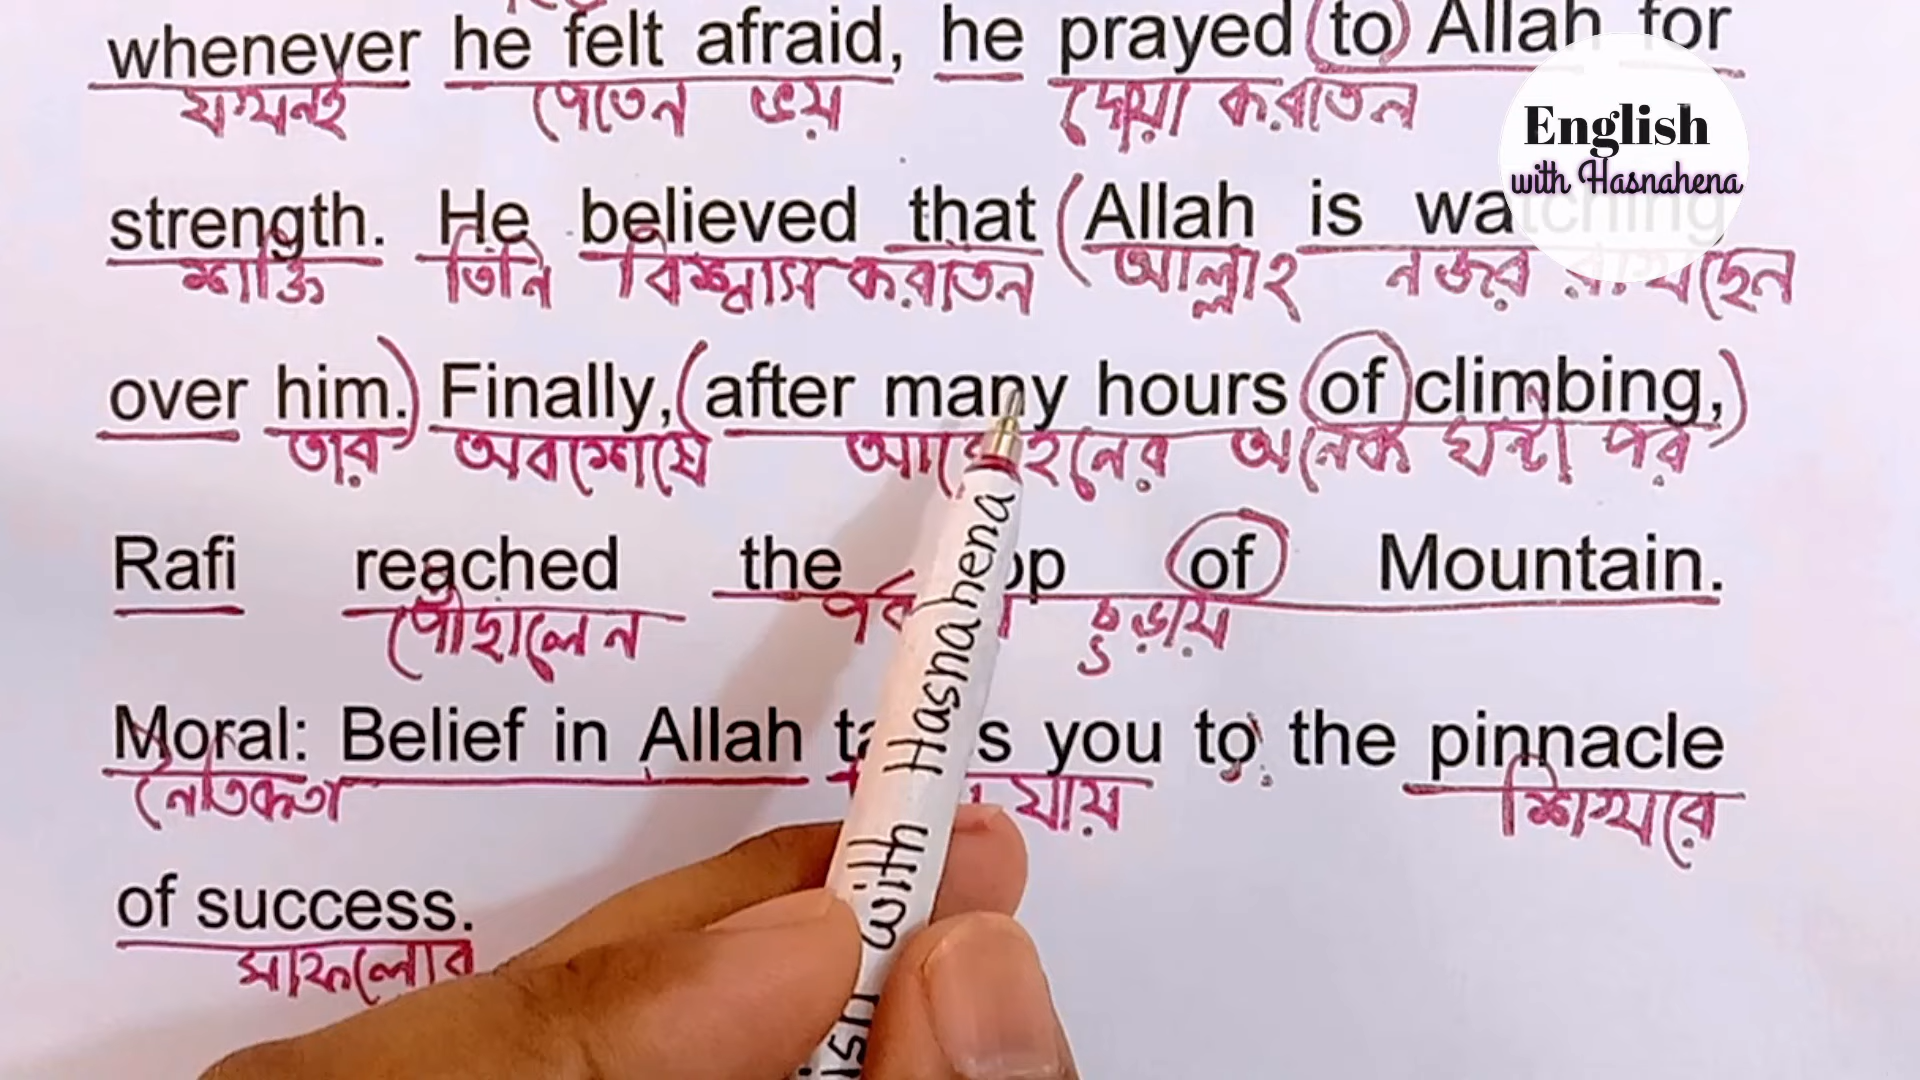 whenever he felt afraid, he prayed to Allah for
যখনই পেতেন ভয় দোয়া করতেন
English
with Hasnahena
strength. He believed that (Allah is watching
শক্তি তিনি বিশ্বাস করতেন আল্লাহ নজর রাখেছেন
over him.) Finally, (after many hours of climbing,)
তার অবশেষে অনেক ঘন্টা পর
Rafi reached the of Mountain.
পৌছালেন চুড়ায়
Moral: Belief in Allah you to the pinnacle
নৈতিকতা যায় শিখরে
of success.
সাফল্যের
with Hasnahena